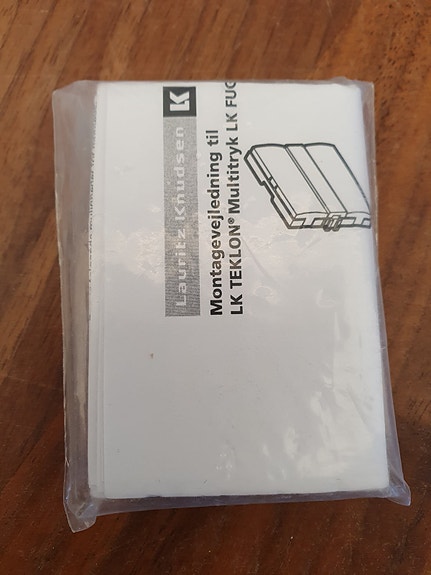 Lauritz Knudsen LK
Montagevejledning til
LK TEKLON® Multitryk LK FUG